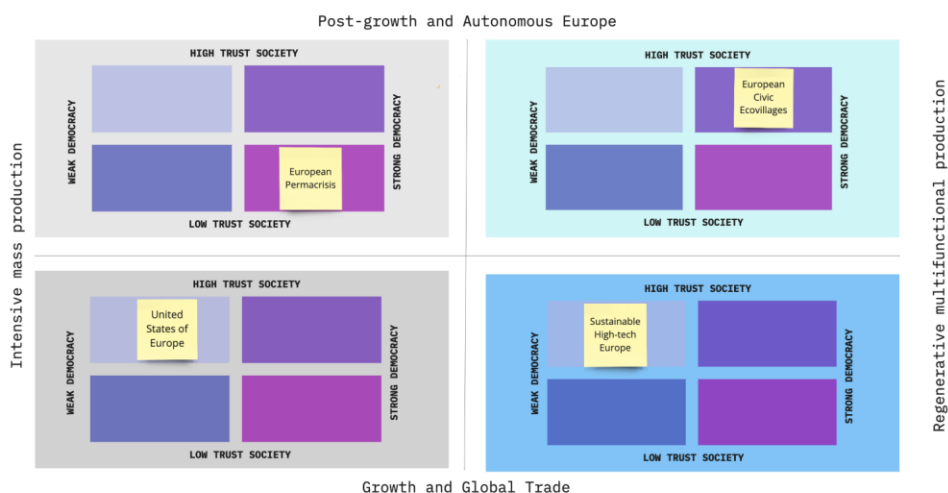 Post-growth and Autonomous Europe
HIGH TRUST SOCIETY
WEAK DEMOCRACY
European
Permacrisis
STRONG DEMOCRACY
LOW TRUST SOCIETY
HIGH TRUST SOCIETY
WEAK DEMOCRACY
European
Civic
Ecovillages
STRONG DEMOCRACY
LOW TRUST SOCIETY
Intensive mass
production
Regenerative multifunctional production
HIGH TRUST SOCIETY
WEAK DEMOCRACY
United
States of
Europe
STRONG DEMOCRACY
LOW TRUST SOCIETY
HIGH TRUST SOCIETY
WEAK DEMOCRACY
Sustainable
High-tech
Europe
STRONG DEMOCRACY
LOW TRUST SOCIETY
Growth and Global Trade